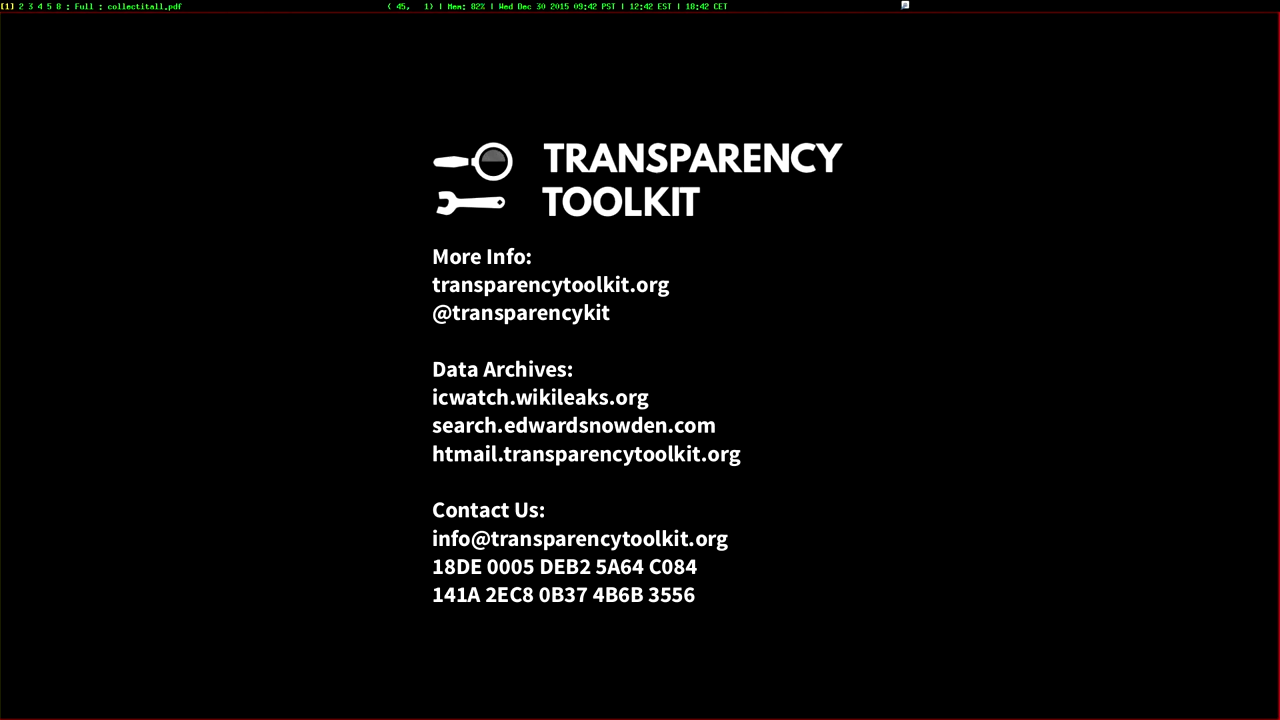 [1] 2 3 4 5 8 : Full : collectitall.pdf ( 45, 1) | Mem: 82% | Wed Dec 30 2015 09:42 PST | 12:42 EST | 18:42 CET
TRANSPARENCY
TOOLKIT
More Info:
transparencytoolkit.org
@transparencykit
Data Archives:
icwatch.wikileaks.org
search.edwardsnowden.com
htmail.transparencytoolkit.org
Contact Us:
info@transparencytoolkit.org
18DE 0005 DEB2 5A64 C084
141A 2EC8 0B37 4B6B 3556